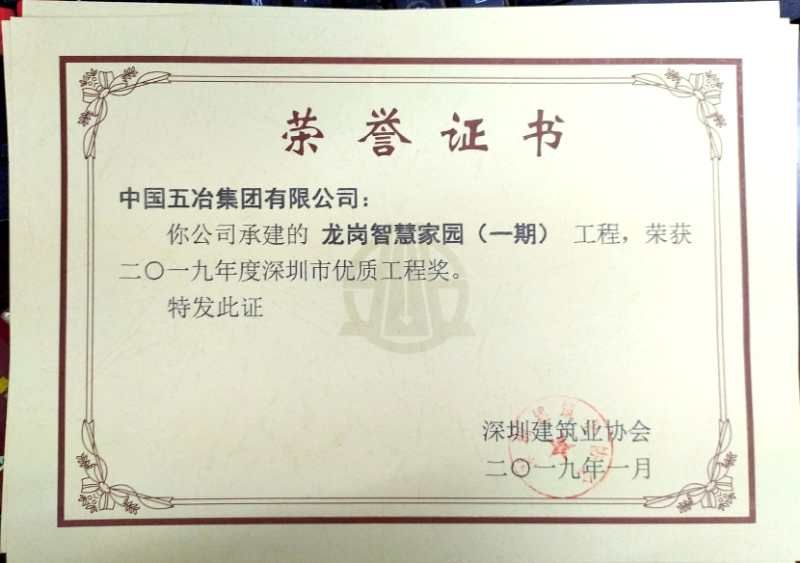 荣誉证书
中国五冶集团有限公司：
你公司承建的 龙岗智慧家园（一期） 工程，荣获
二〇一九年度深圳市优质工程奖。
特发此证
深圳建筑业协会
二〇一九年一月